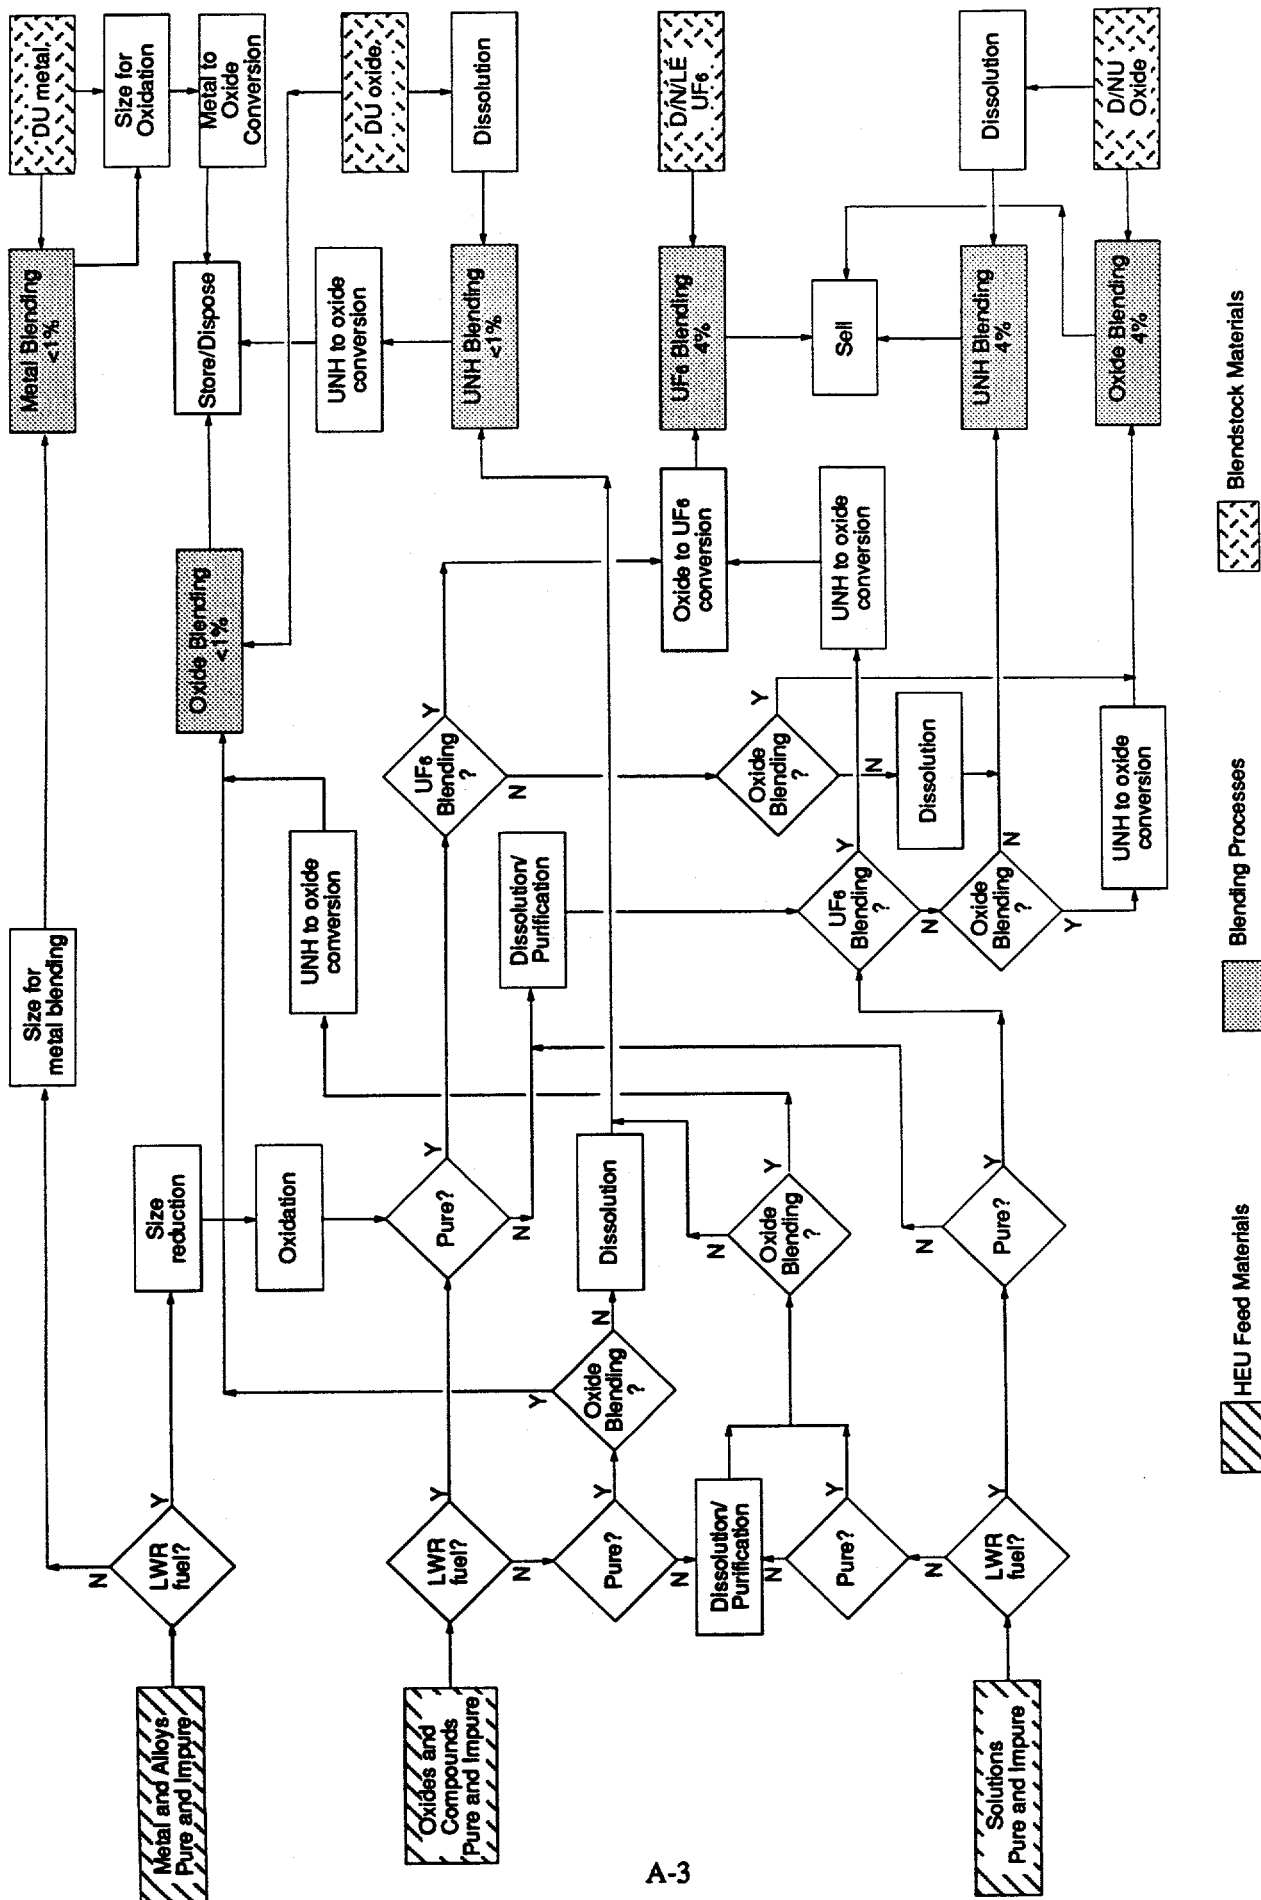 Metal and Alloys
Pure and Impure
LWR
fuel?
N
Y
Size for
metal blending
Metal Blending
<1%
DU metal
Size
reduction
Size for
Oxidation
Oxidation
Oxide Blending
<1%
Store/Dispose
Metal to
Oxide
Conversion
UNH to oxide
conversion
UNH to oxide
conversion
DU oxide
Oxides and
Compounds
Pure and Impure
LWR
fuel?
Y
N
Pure?
Y
N
UF6
Blending
?
Y
N
UNH Blending
<1%
Dissolution
Dissolution/
Purification
Pure?
Y
N
Oxide
Blending
?
Y
N
Dissolution
Oxide to UF6
conversion
UF6 Blending
4%
D/N/LE
UF6
Dissolution/
Purification
Oxide
Blending
?
Y
N
Oxide
Blending
?
Y
N
Pure?
Y
N
UF6
Blending
?
Y
N
Dissolution
UNH to oxide
conversion
Sell
Solutions
Pure and Impure
LWR
fuel?
Y
N
Pure?
Y
N
Oxide
Blending
?
N
Y
UNH Blending
4%
Dissolution
UNH to oxide
conversion
Oxide Blending
4%
D/NU
Oxide
HEU Feed Materials
Blending Processes
Blendstock Materials
A-3